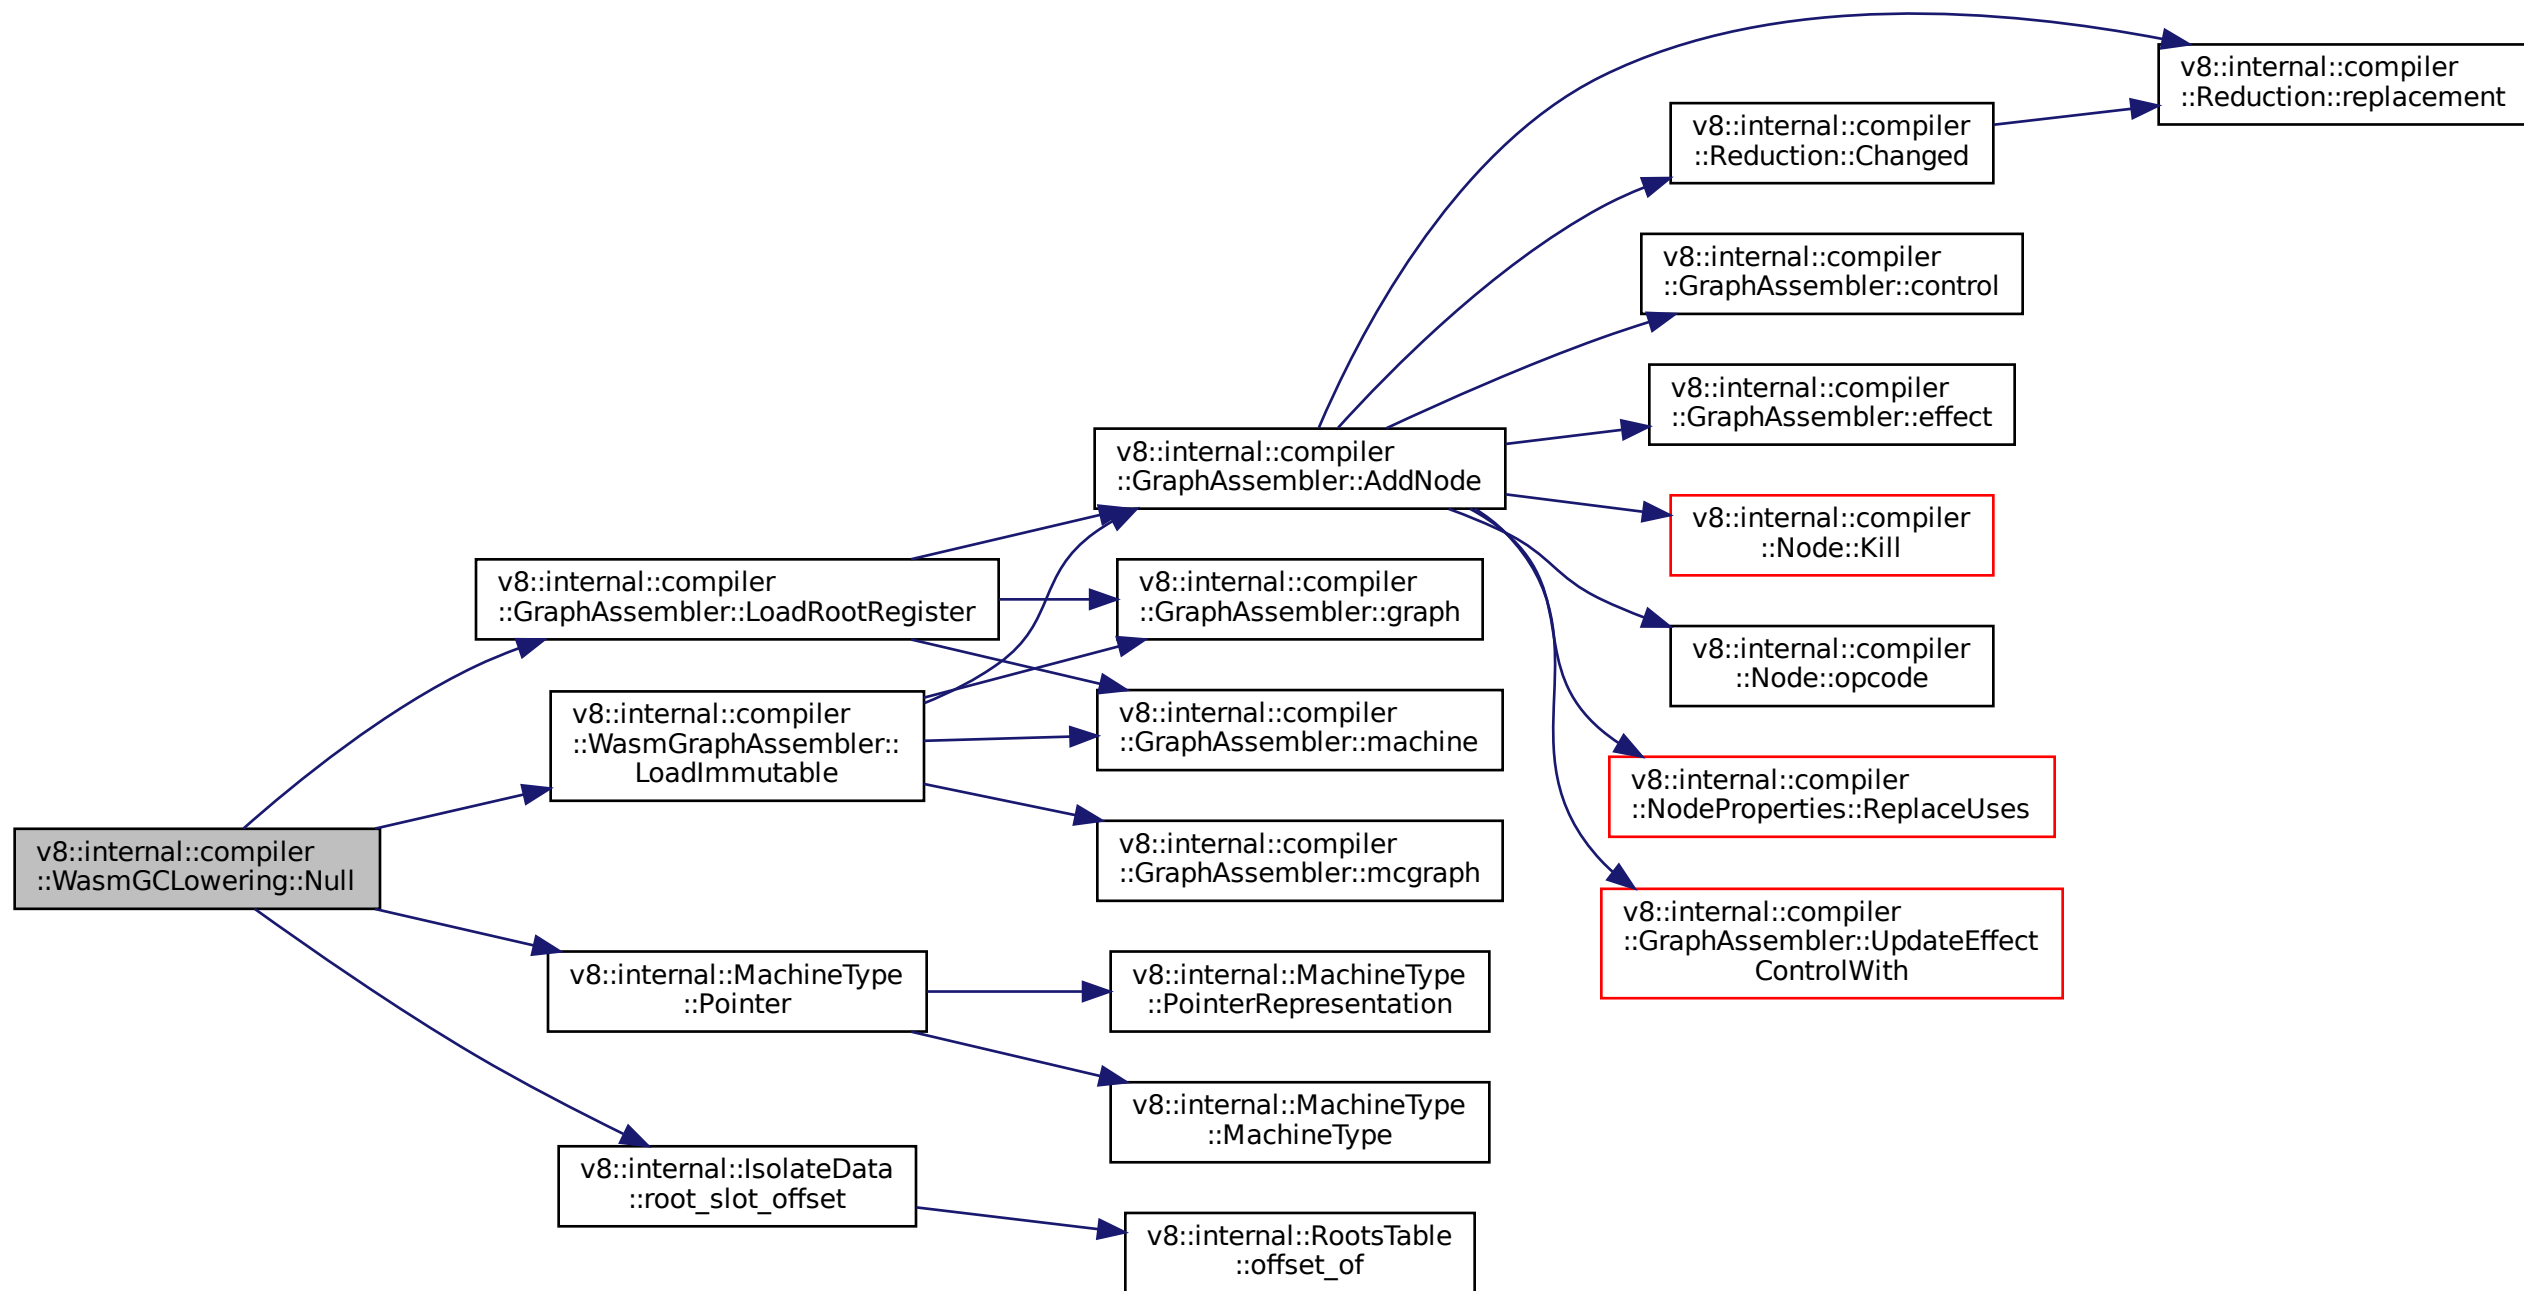 v8::internal::compiler
::WasmGCLowering::Null
v8::internal::compiler
::GraphAssembler::LoadRootRegister
v8::internal::compiler
::WasmGraphAssembler::
LoadImmutable
v8::internal::MachineType
::Pointer
v8::internal::IsolateData
::root_slot_offset
v8::internal::compiler
::GraphAssembler::AddNode
v8::internal::compiler
::GraphAssembler::graph
v8::internal::compiler
::GraphAssembler::machine
v8::internal::compiler
::GraphAssembler::mcgraph
v8::internal::MachineType
::PointerRepresentation
v8::internal::MachineType
::MachineType
v8::internal::RootsTable
::offset_of
v8::internal::compiler
::Reduction::Changed
v8::internal::compiler
::GraphAssembler::control
v8::internal::compiler
::GraphAssembler::effect
v8::internal::compiler
::Node::Kill
v8::internal::compiler
::Node::opcode
v8::internal::compiler
::NodeProperties::ReplaceUses
v8::internal::compiler
::GraphAssembler::UpdateEffect
ControlWith
v8::internal::compiler
::Reduction::replacement